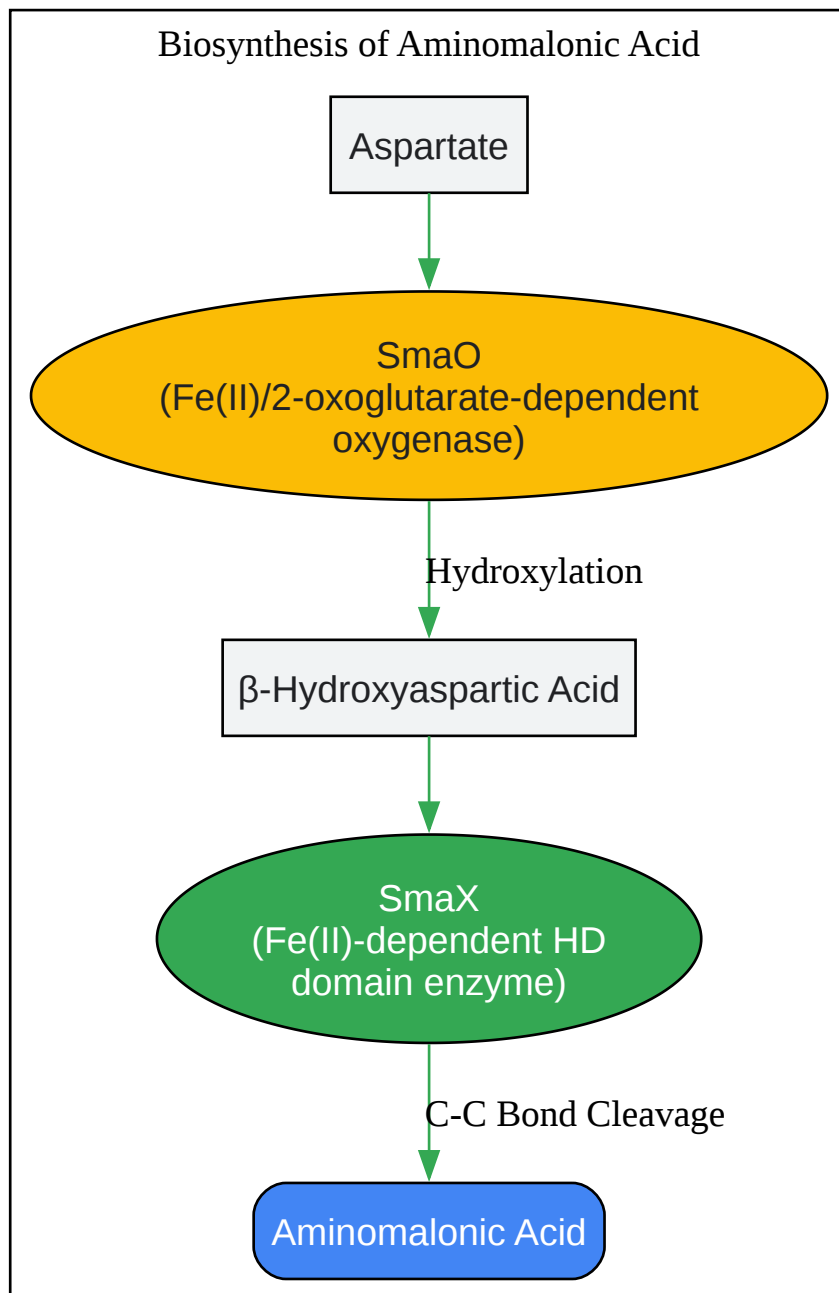 Biosynthesis of Aminomalonic Acid
Aspartate
SmaO
(Fe(II)/2-oxoglutarate-dependent
oxygenase)
Hydroxylation
β-Hydroxyaspartic Acid
SmaX
(Fe(II)-dependent HD
domain enzyme)
C-C Bond Cleavage
Aminomalonic Acid